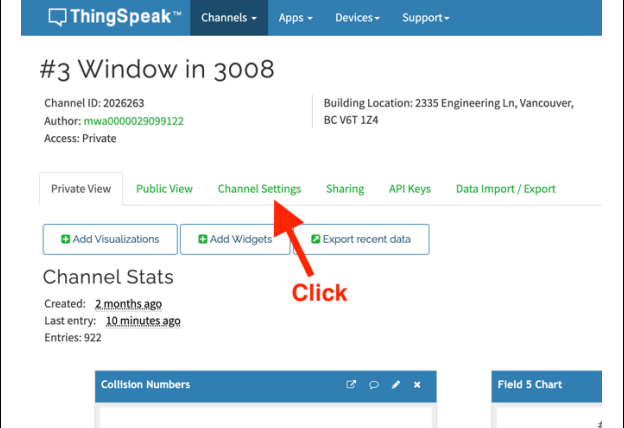 ThingSpeak™ Channels Apps Devices Support
#3 Window in 3008
Channel ID: 2026263
Author: mwa0000029099122
Access: Private
Building Location: 2335 Engineering Ln, Vancouver,
BC V6T 1Z4
Private View Public View Channel Settings Sharing API Keys Data Import / Export
Add Visualizations Add Widgets Export recent data
Click
Channel Stats
Created: 2 months ago
Last entry: 10 minutes ago
Entries: 922
Collision Numbers
Field 5 Chart